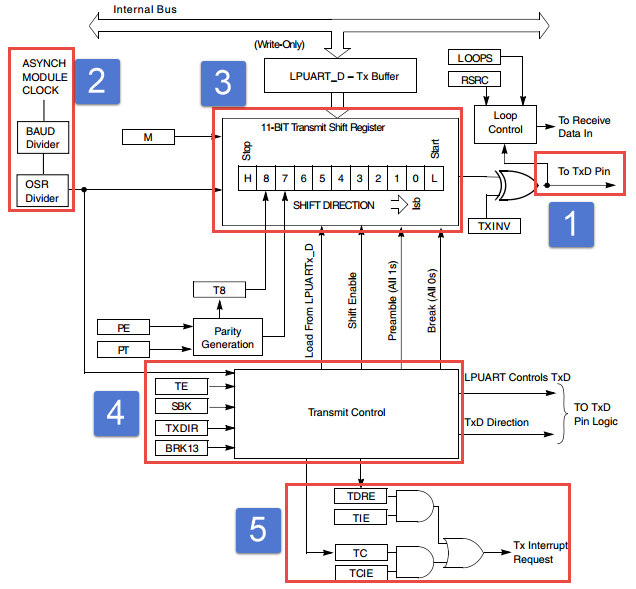 Internal Bus
(Write-Only)
LPUART_D – Tx Buffer
ASYNCH
MODULE
CLOCK
2
BAUD
Divider
OSR
Divider
3
M
11-BIT Transmit Shift Register
Stop
Start
H 8 7 6 5 4 3 2 1 0 L
SHIFT DIRECTION
lsb
LOOPS
RSRC
Loop
Control
To Receive
Data In
To TxD Pin
1
TXINV
T8
PE
PT
Parity
Generation
Load From LPUARTx_D
Shift Enable
Preamble (All 1s)
Break (All 0s)
4
TE
SBK
TXDIR
BRK13
Transmit Control
LPUART Controls TxD
TxD Direction
TO TxD
Pin Logic
5
TDRE
TIE
TC
TCIE
Tx Interrupt
Request